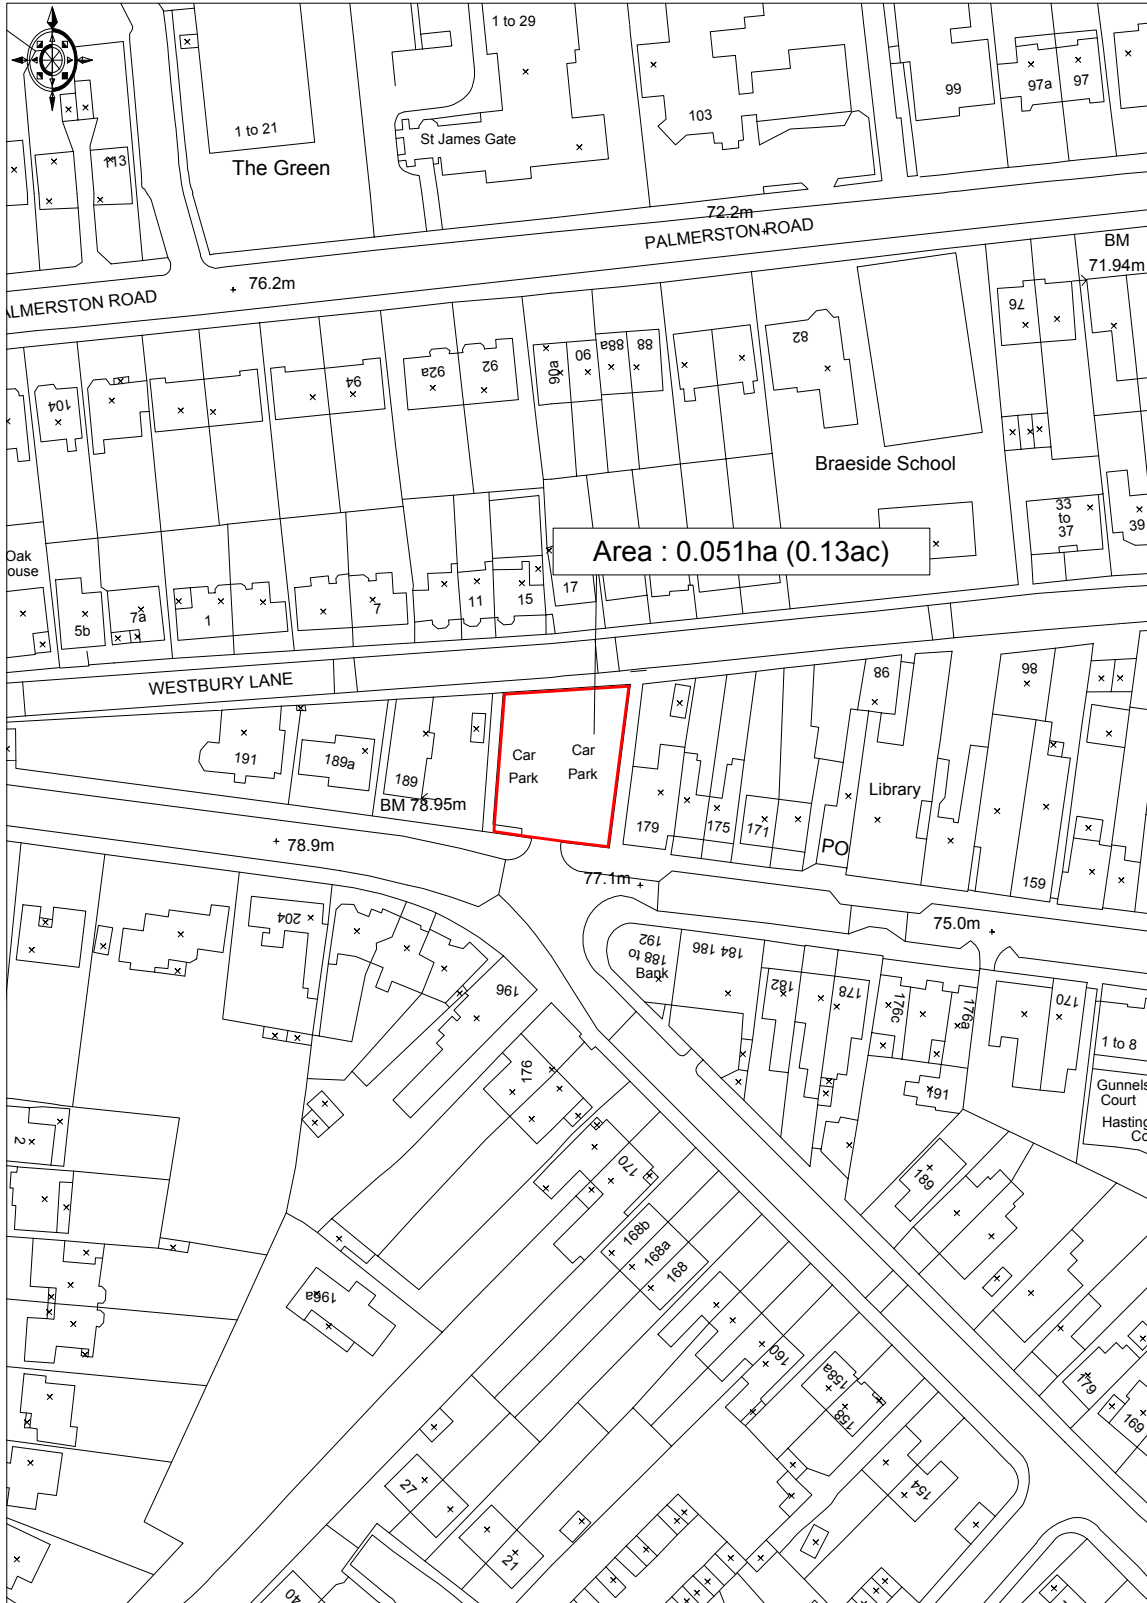 1 to 29
1 to 21
The Green
St James Gate
103
99
97a
97
113
72.2m
PALMERSTON ROAD
BM
71.94m
76.2m
ALMERSTON ROAD
104
94
92a
92
90a
90
88a
88
82
76
Braeside School
33
to
37
39
Oak
ouse
5b
7a
1
7
11
15
17
Area : 0.051ha (0.13ac)
WESTBURY LANE
191
189a
189
BM 78.95m
Car
Park
Car
Park
179
175
171
PO
98
Library
86
159
78.9m
77.1m
75.0m
204
196
192
188 to
Bank
184 186
182
178
176c
176a
170
1 to 8
Gunnels
Court
Hasting
Co
191
189
2
176
170
168b
168a
168
196a
160
158a
158
154
179
169
27
21
40